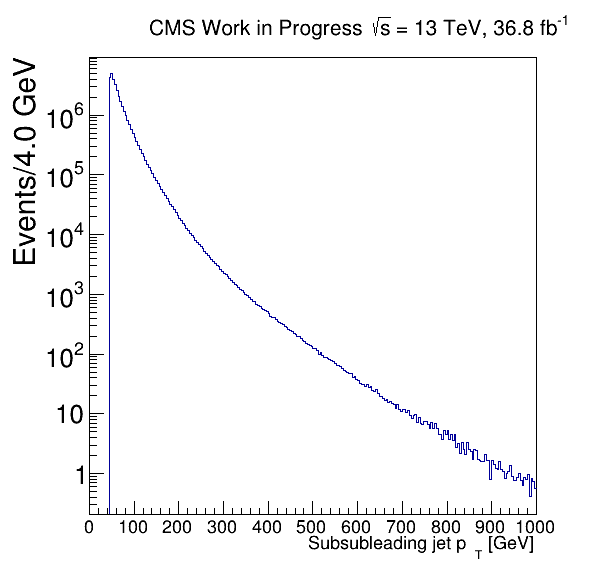 CMS Work in Progress √s = 13 TeV, 36.8 fb⁻¹
Events/4.0 GeV
10⁶
10⁵
10⁴
10³
10²
10
1
0 100 200 300 400 500 600 700 800 900 1000
Subsubleading jet p_T [GeV]